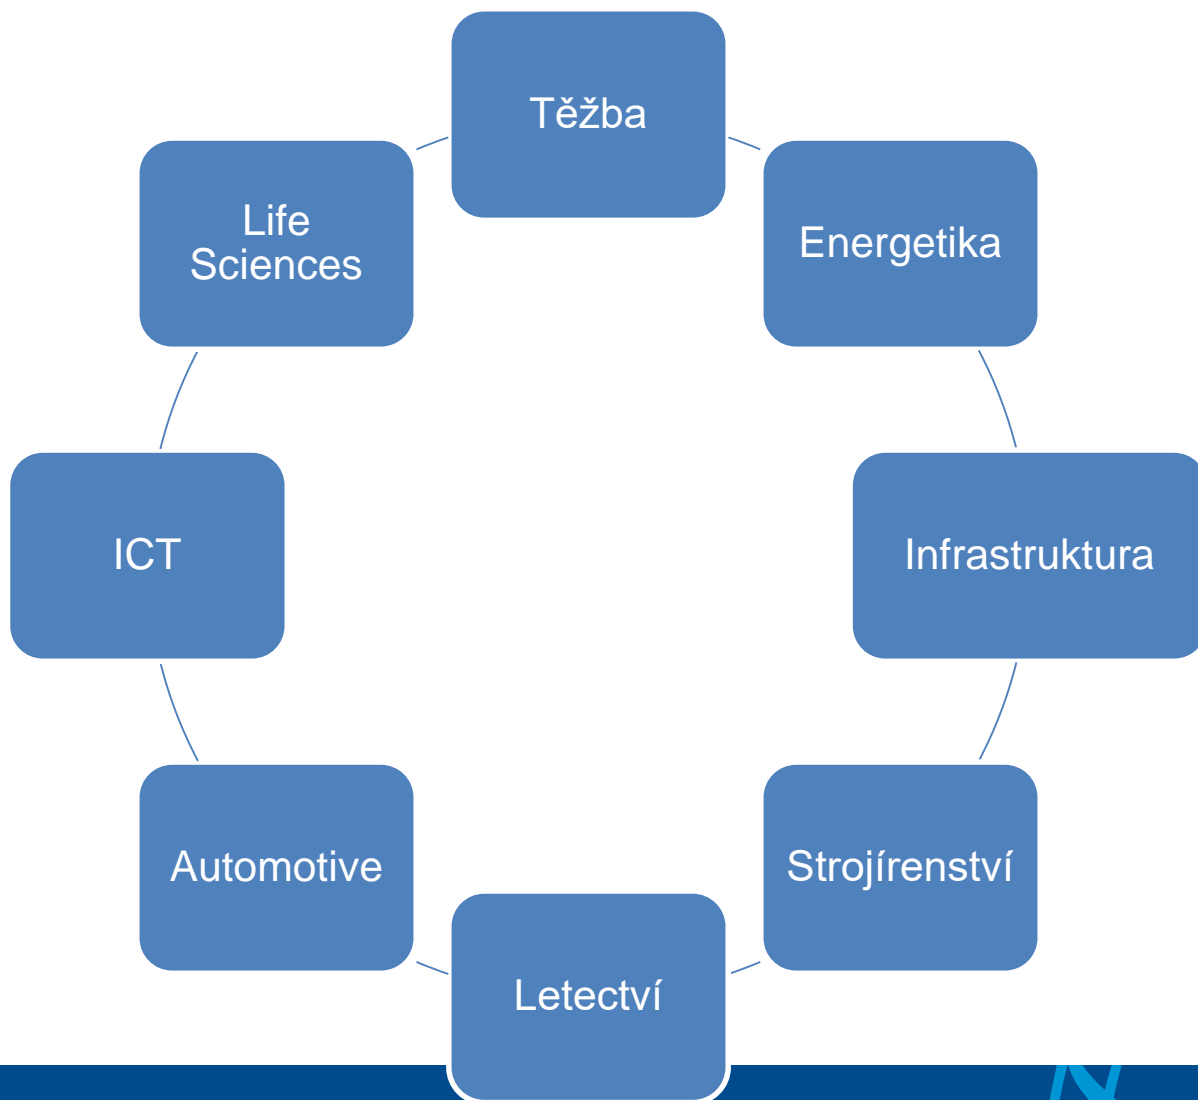 Těžba
Energetika
Infrastruktura
Strojírenství
Letectví
Automotive
ICT
Life
Sciences